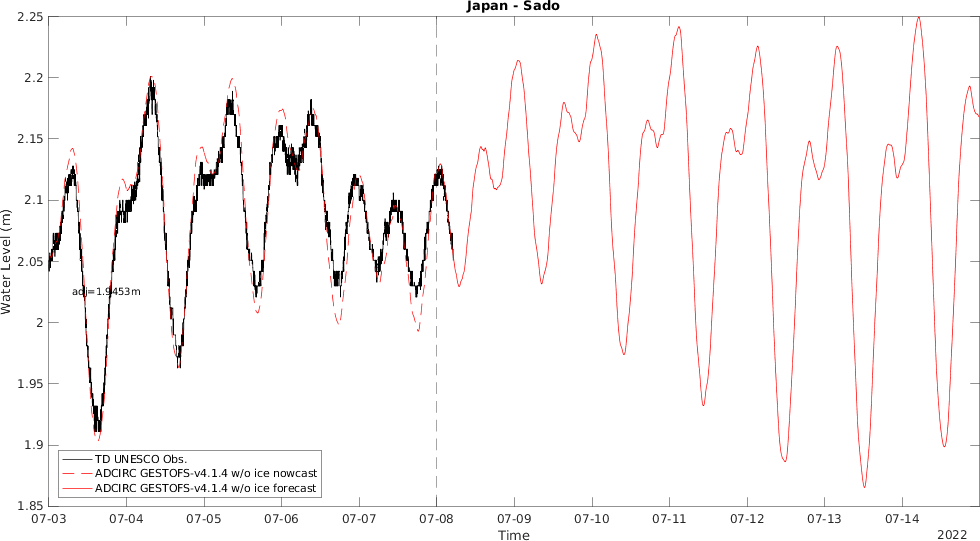 Japan - Sado
2.25
2.2
2.15
2.1
2.05
2
1.95
1.9
1.85
Water Level (m)
adj=1.9453m
TD UNESCO Obs.
ADCIRC GESTOFS-v4.1.4 w/o ice nowcast
ADCIRC GESTOFS-v4.1.4 w/o ice forecast
07-03 07-04 07-05 07-06 07-07 07-08 07-09 07-10 07-11 07-12 07-13 07-14
Time
2022